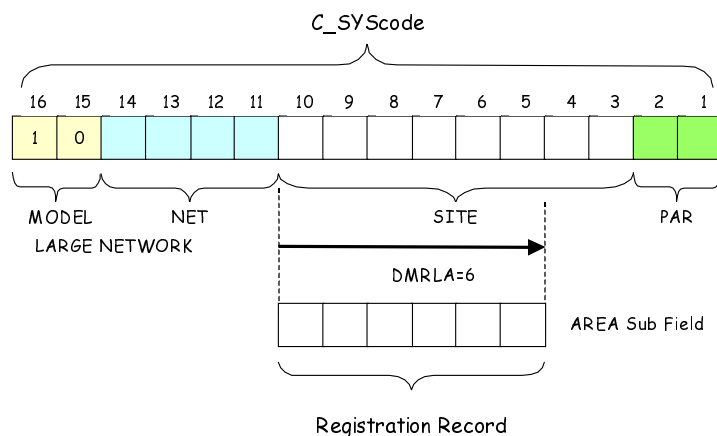 C_SYScode
16 15 14 13 12 11 10 9 8 7 6 5 4 3 2 1
1 0
MODEL NET SITE PAR
LARGE NETWORK
DMRLA=6
AREA Sub Field
Registration Record